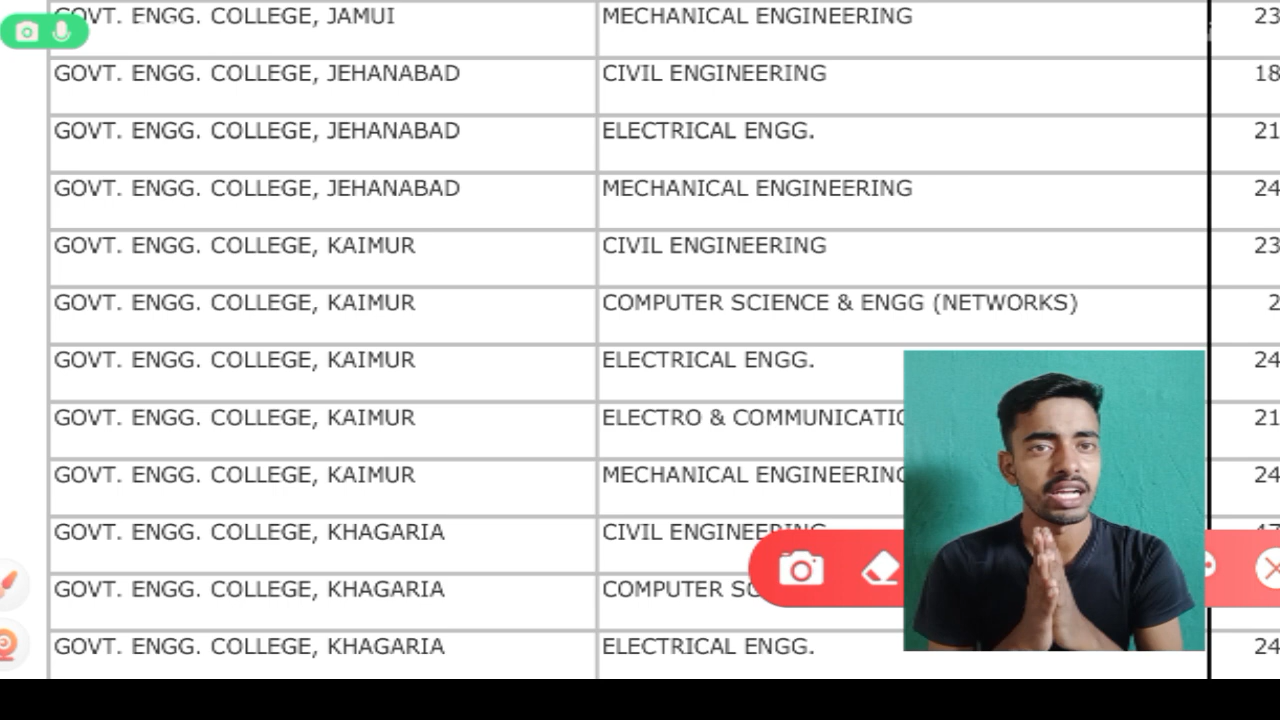 GOVT. ENGG. COLLEGE, JAMUI MECHANICAL ENGINEERING 23
GOVT. ENGG. COLLEGE, JEHANABAD CIVIL ENGINEERING 18
GOVT. ENGG. COLLEGE, JEHANABAD ELECTRICAL ENGG. 21
GOVT. ENGG. COLLEGE, JEHANABAD MECHANICAL ENGINEERING 24
GOVT. ENGG. COLLEGE, KAIMUR CIVIL ENGINEERING 23
GOVT. ENGG. COLLEGE, KAIMUR COMPUTER SCIENCE & ENGG (NETWORKS) 2
GOVT. ENGG. COLLEGE, KAIMUR ELECTRICAL ENGG. 24
GOVT. ENGG. COLLEGE, KAIMUR ELECTRO & 21
GOVT. ENGG. COLLEGE, KAIMUR MECHANICAL ENGINEERING 24
GOVT. ENGG. COLLEGE, KHAGARIA CIVIL ENGINEERING
GOVT. ENGG. COLLEGE, KHAGARIA COMPUTER
GOVT. ENGG. COLLEGE, KHAGARIA ELECTRICAL ENGG. 24